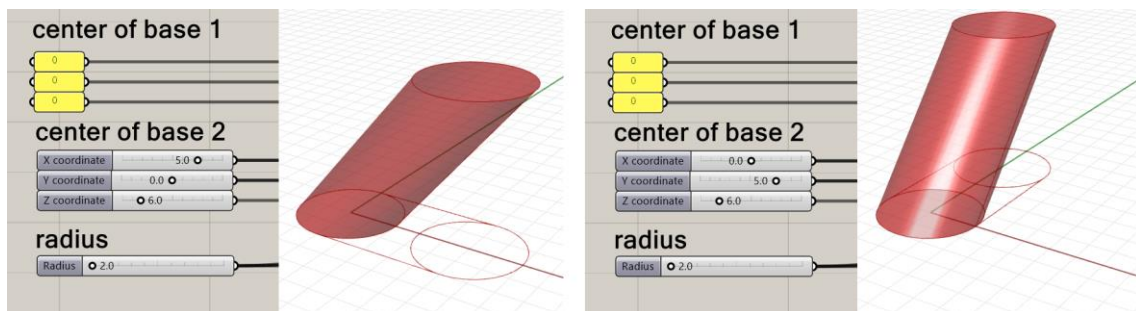 center of base 1
0
0
0
center of base 2
X coordinate 5.0
Y coordinate 0.0
Z coordinate 6.0
radius
Radius 2.0
center of base 1
0
0
0
center of base 2
X coordinate 0.0
Y coordinate 5.0
Z coordinate 6.0
radius
Radius 2.0